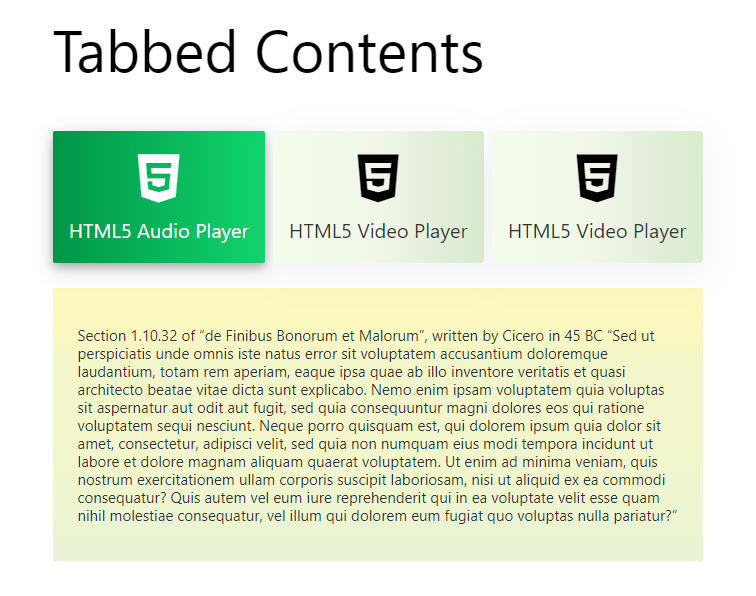 Tabbed Contents
HTML5 Audio Player
HTML5 Video Player
HTML5 Video Player
Section 1.10.32 of “de Finibus Bonorum et Malorum”, written by Cicero in 45 BC “Sed ut
perspiciatis unde omnis iste natus error sit voluptatem accusantium doloremque
laudantium, totam rem aperiam, eaque ipsa quae ab illo inventore veritatis et quasi
architecto beatae vitae dicta sunt explicabo. Nemo enim ipsam voluptatem quia voluptas
sit aspernatur aut odit aut fugit, sed quia consequuntur magni dolores eos qui ratione
voluptatem sequi nesciunt. Neque porro quisquam est, qui dolorem ipsum quia dolor sit
amet, consectetur, adipisci velit, sed quia non numquam eius modi tempora incidunt ut
labore et dolore magnam aliquam quaerat voluptatem. Ut enim ad minima veniam, quis
nostrum exercitationem ullam corporis suscipit laboriosam, nisi ut aliquid ex ea commodi
consequatur? Quis autem vel eum iure reprehenderit qui in ea voluptate velit esse quam
nihil molestiae consequatur, vel illum qui dolorem eum fugiat quo voluptas nulla pariatur?”